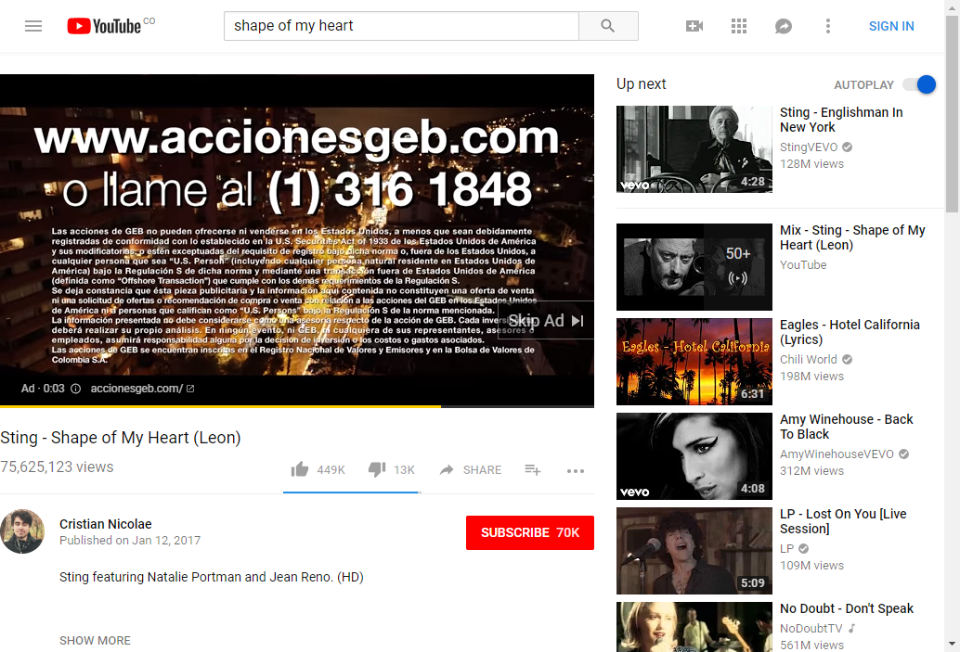 YouTube CO
shape of my heart
SIGN IN
www.accionesgeb.com
o llame al (1) 316 1848
Las acciones de GEB no pueden ofrecerse ni venderse en los Estados Unidos, a menos que sean debidamente
registradas de conformidad con lo establecido en la U.S. Securities Act of 1933 de los Estados Unidos de América
y sus modificatorias, o estén exceptuadas del requisito de registro bajo dicha norma o, fuera de Estados Unidos, a
cualquier persona que sea "U.S. Person" (incluyendo cualquier persona natural residente en Estados Unidos de
América) bajo la Regulación S de dicha norma y mediante una transacción fuera de Estados Unidos de América
(definida como "Offshore Transaction") que cumple con los demás requerimientos de la Regulación S.
Se deja constancia que ésta pieza publicitaria y la información aquí contenida no constituyen una oferta de venta
ni una solicitud de ofertas o recomendación de compra o venta con relación a las acciones del GEB en los Estados Unidos
de América ni a personas que califican como "U.S. Persons" bajo la Regulación S de la norma mencionada.
La información presentada no debe considerarse como una asesoría respecto de la acción de GEB. Cada
deberá realizar su propio análisis. En ningún evento, ni GEB, ni cualquiera de sus representantes, asesores o
empleados, asumirá responsabilidad alguna por la decisión de inversión o los costos o gastos asociados.
Las acciones de GEB se encuentran inscritas en el Registro Nacional de Valores y Emisores y en la Bolsa de Valores de
Colombia S.A.
Skip Ad
Ad · 0:03 accionesgeb.com/
Sting - Shape of My Heart (Leon)
75,625,123 views
449K 13K SHARE
Cristian Nicolae
Published on Jan 12, 2017
SUBSCRIBE 70K
Sting featuring Natalie Portman and Jean Reno. (HD)
SHOW MORE
Up next
AUTOPLAY
vevo 4:28
Sting - Englishman In
New York
StingVEVO
128M views
50+
Mix - Sting - Shape of My
Heart (Leon)
YouTube
Eagles - Hotel California
6:31
Eagles - Hotel California
(Lyrics)
Chili World
198M views
vevo 4:08
Amy Winehouse - Back
To Black
AmyWinehouseVEVO
312M views
5:09
LP - Lost On You [Live
Session]
LP
109M views
No Doubt - Don't Speak
NoDoubtTV
561M views